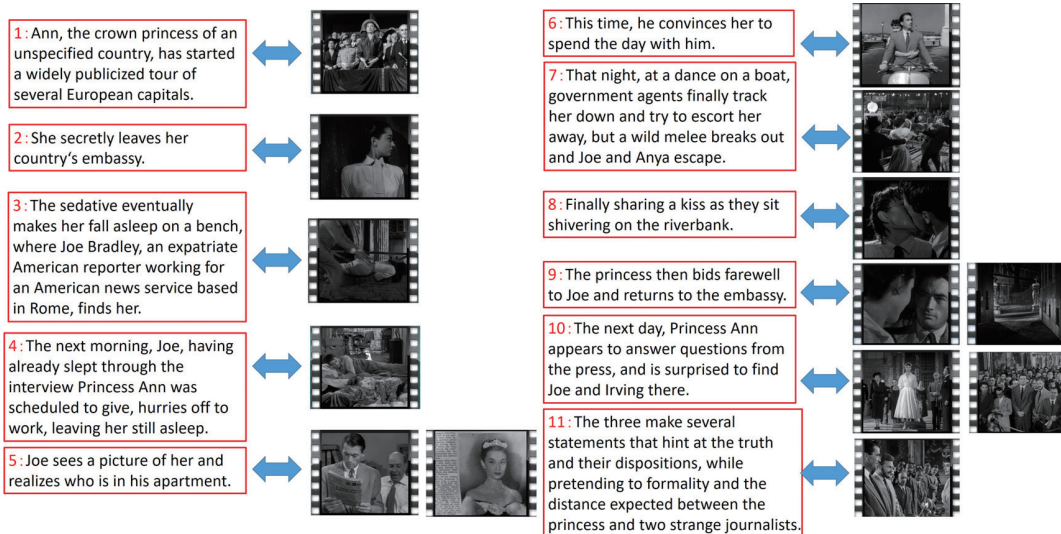 1: Ann, the crown princess of an
unspecified country, has started
a widely publicized tour of
several European capitals.
2: She secretly leaves her
country‘s embassy.
3: The sedative eventually
makes her fall asleep on a bench,
where Joe Bradley, an expatriate
American reporter working for
an American news service based
in Rome, finds her.
4: The next morning, Joe, having
already slept through the
interview Princess Ann was
scheduled to give, hurries off to
work, leaving her still asleep.
5: Joe sees a picture of her and
realizes who is in his apartment.
6: This time, he convinces her to
spend the day with him.
7: That night, at a dance on a boat,
government agents finally track
her down and try to escort her
away, but a wild melee breaks out
and Joe and Anya escape.
8: Finally sharing a kiss as they sit
shivering on the riverbank.
9: The princess then bids farewell
to Joe and returns to the embassy.
10: The next day, Princess Ann
appears to answer questions from
the press, and is surprised to find
Joe and Irving there.
11: The three make several
statements that hint at the truth
and their dispositions, while
pretending to formality and the
distance expected between the
princess and two strange journalists.